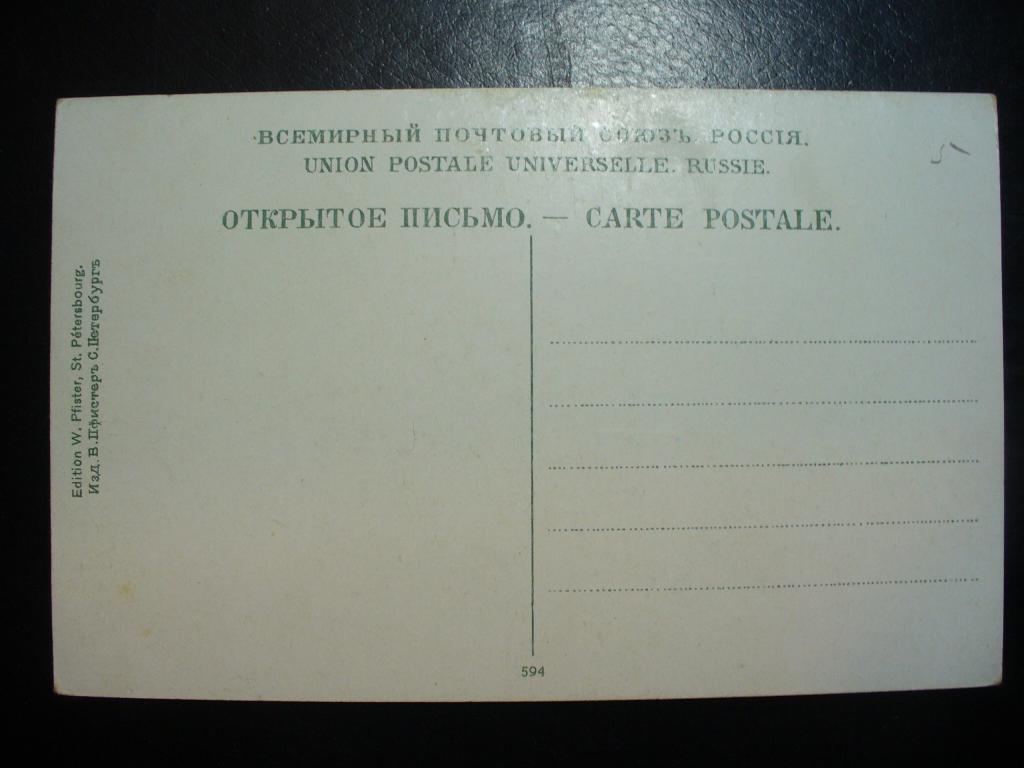 ВСЕМИРНЫЙ ПОЧТОВЫЙ СОЮЗЪ. РОССІЯ.
UNION POSTALE UNIVERSELLE. RUSSIE.
ОТКРЫТОЕ ПИСЬМО. — CARTE POSTALE.
Edition W. Pfister, St. Pétersbourg.
Изд. В. Пфистеръ С. Петербургъ
594